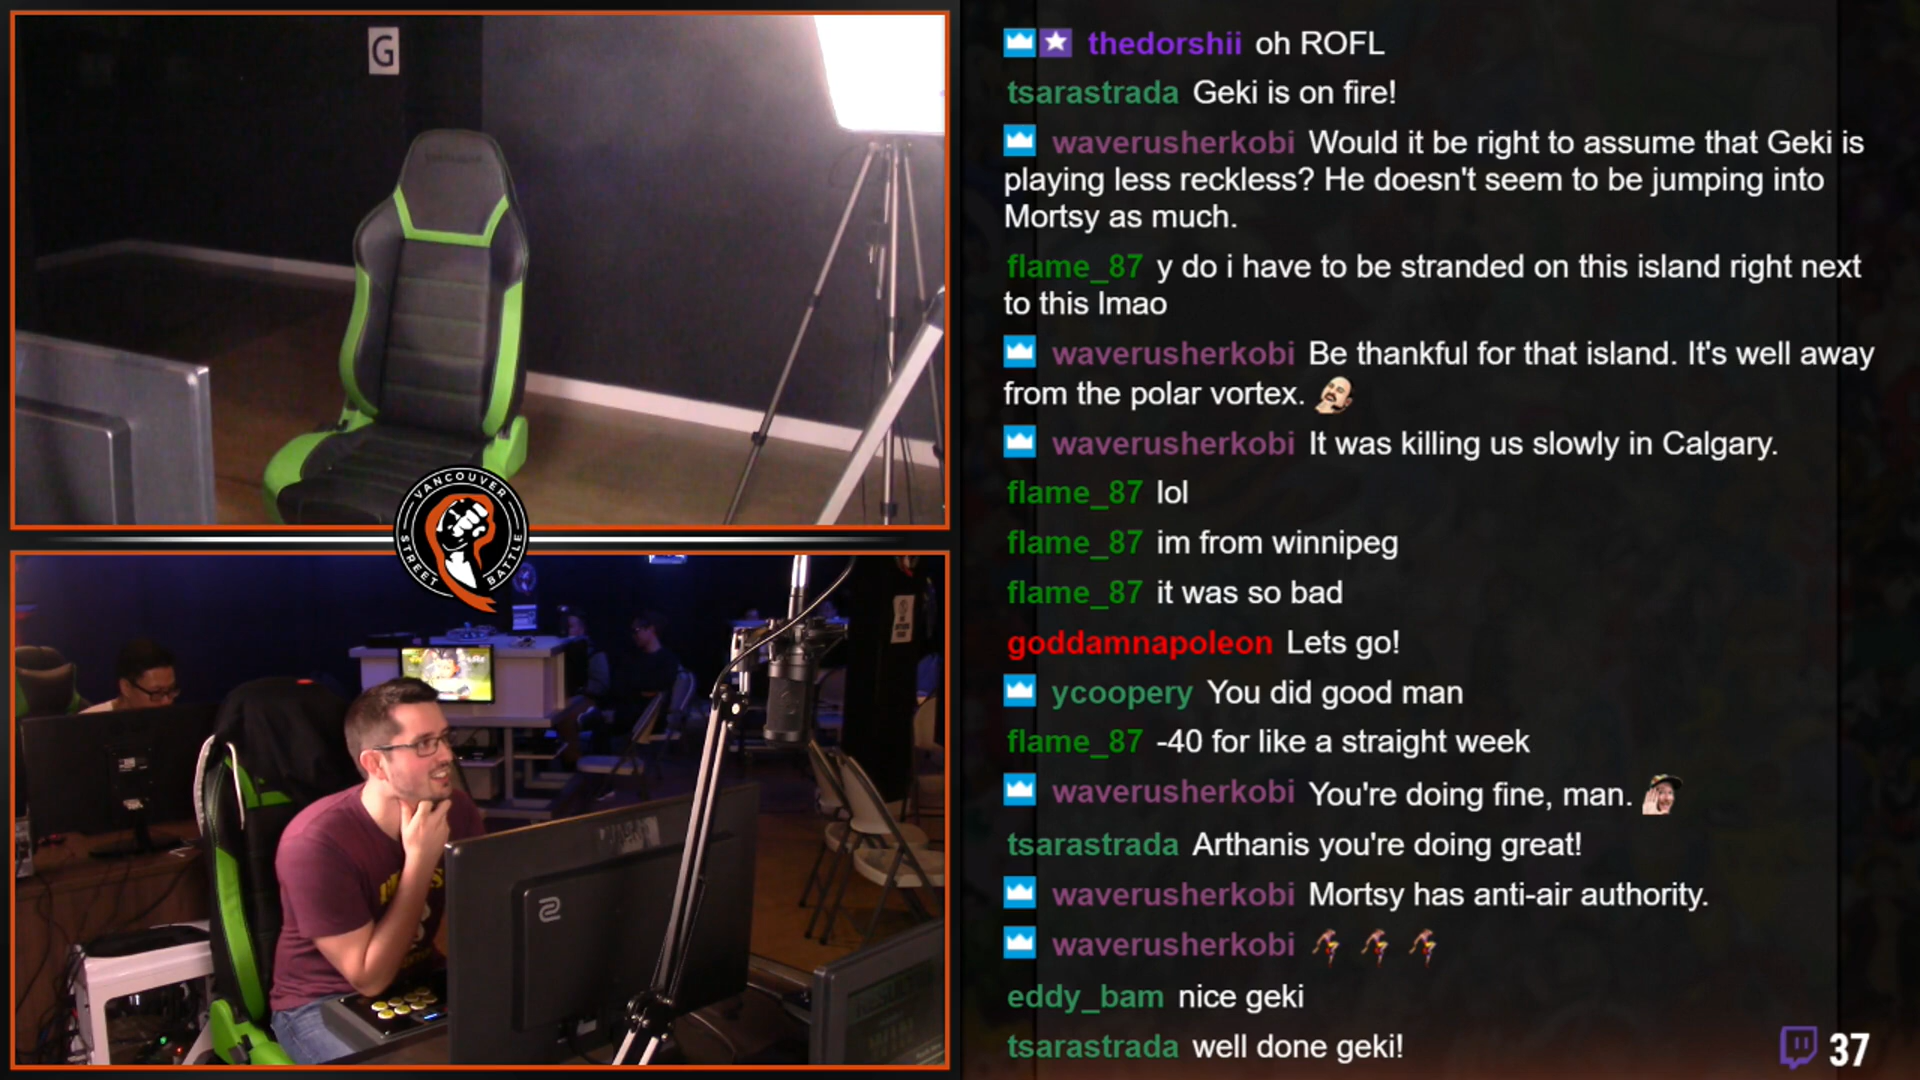 G
VANCOUVER
STREET BATTLE
thedorshii oh ROFL
tsarastrada Geki is on fire!
waverusherkobi Would it be right to assume that Geki is
playing less reckless? He doesn't seem to be jumping into
Mortsy as much.
flame_87 y do i have to be stranded on this island right next
to this lmao
waverusherkobi Be thankful for that island. It's well away
from the polar vortex.
waverusherkobi It was killing us slowly in Calgary.
flame_87 lol
flame_87 im from winnipeg
flame_87 it was so bad
goddamnapoleon Lets go!
ycoopery You did good man
flame_87 -40 for like a straight week
waverusherkobi You're doing fine, man.
tsarastrada Arthanis you're doing great!
waverusherkobi Mortsy has anti-air authority.
waverusherkobi
eddy_bam nice geki
tsarastrada well done geki!
37